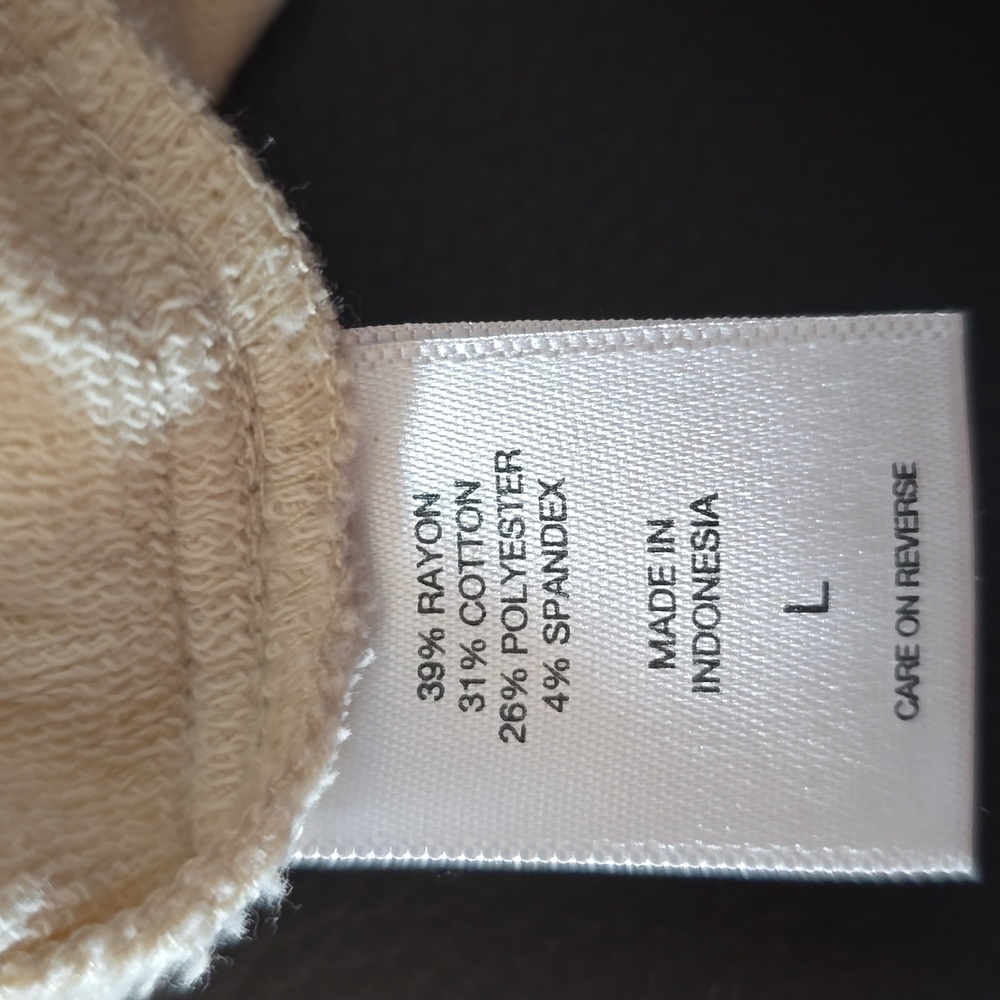 39% RAYON
31% COTTON
26% POLYESTER
4% SPANDEX
MADE IN
INDONESIA
L
CARE ON REVERSE